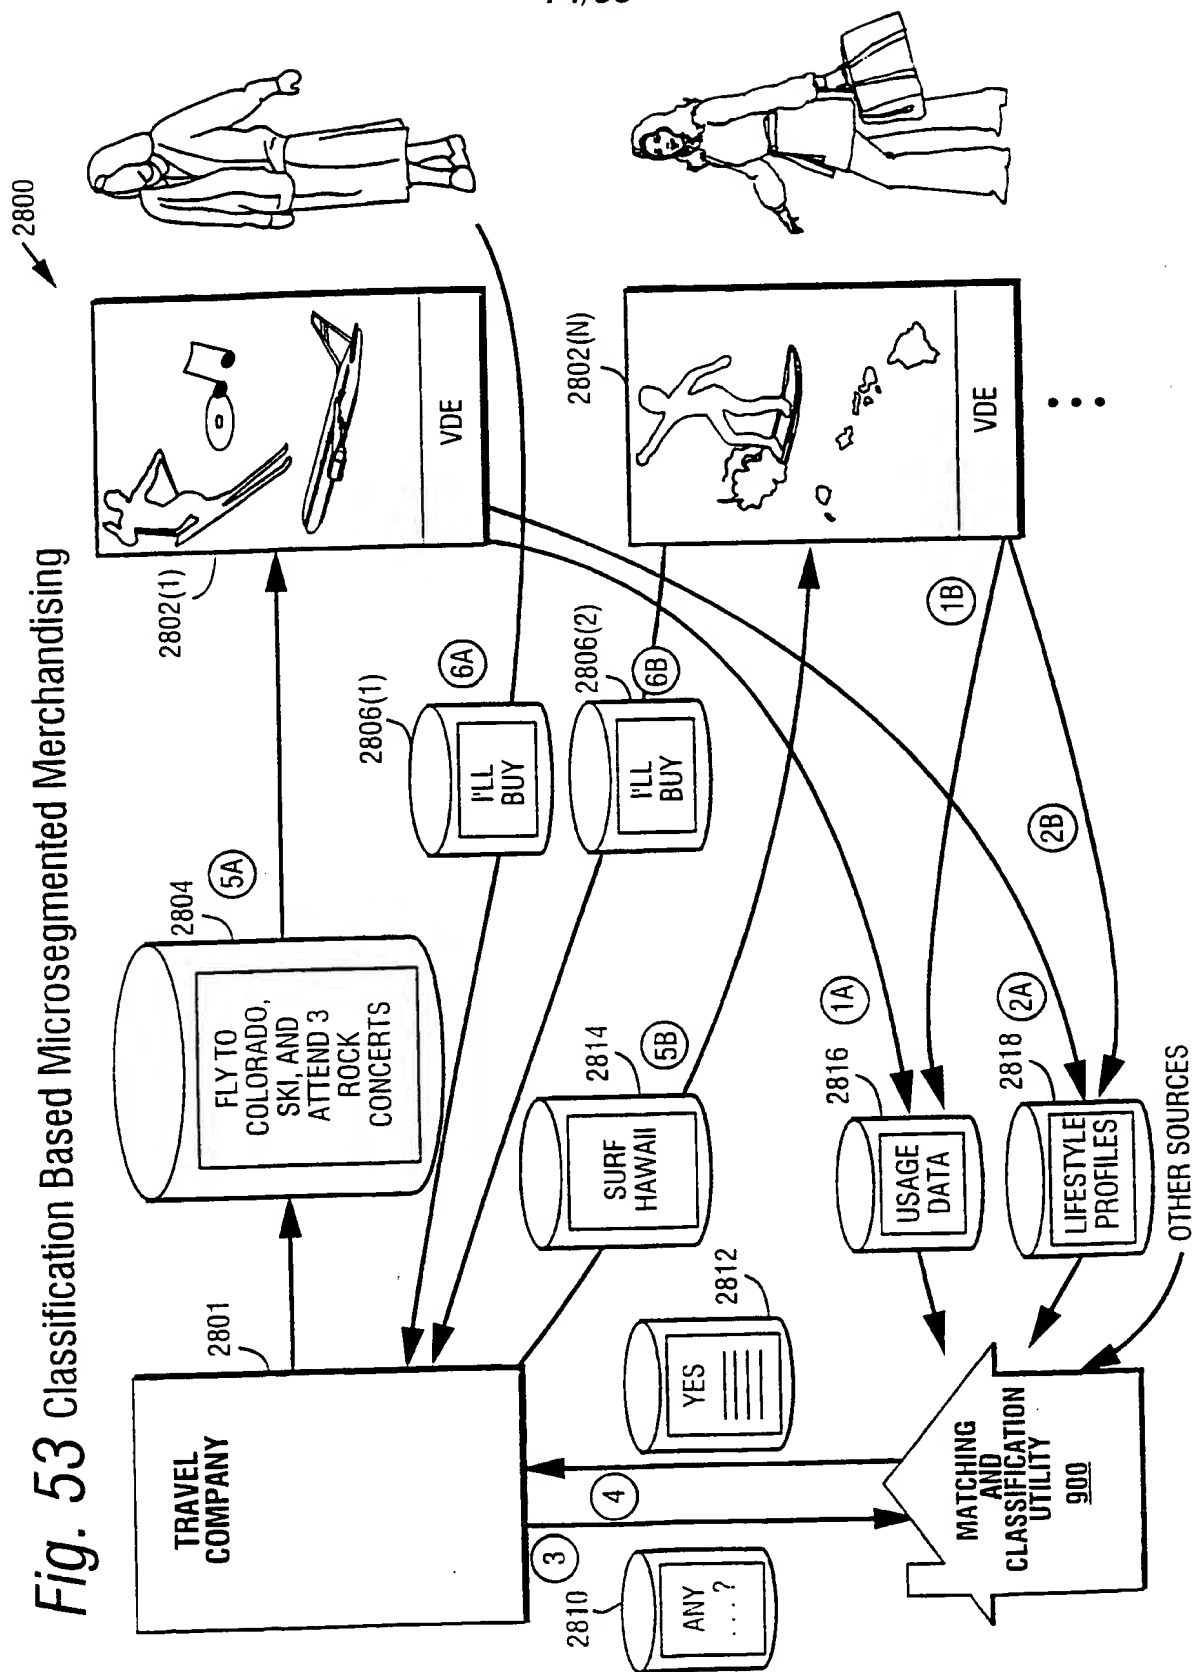 Fig. 53 Classification Based Microsegmented Merchandising
2800
TRAVEL
COMPANY
2801
2804
FLY TO
COLORADO,
SKI, AND
ATTEND 3
ROCK
CONCERTS
5A
2802(1)
VDE
2806(1)
I'LL
BUY
6A
2806(2)
I'LL
BUY
6B
2802(N)
VDE
2814
SURF
HAWAII
5B
2810
ANY
....?
3
4
2812
YES
1A
1B
2816
USAGE
DATA
2A
2B
2818
LIFESTYLE
PROFILES
OTHER SOURCES
MATCHING
AND
CLASSIFICATION
UTILITY
900